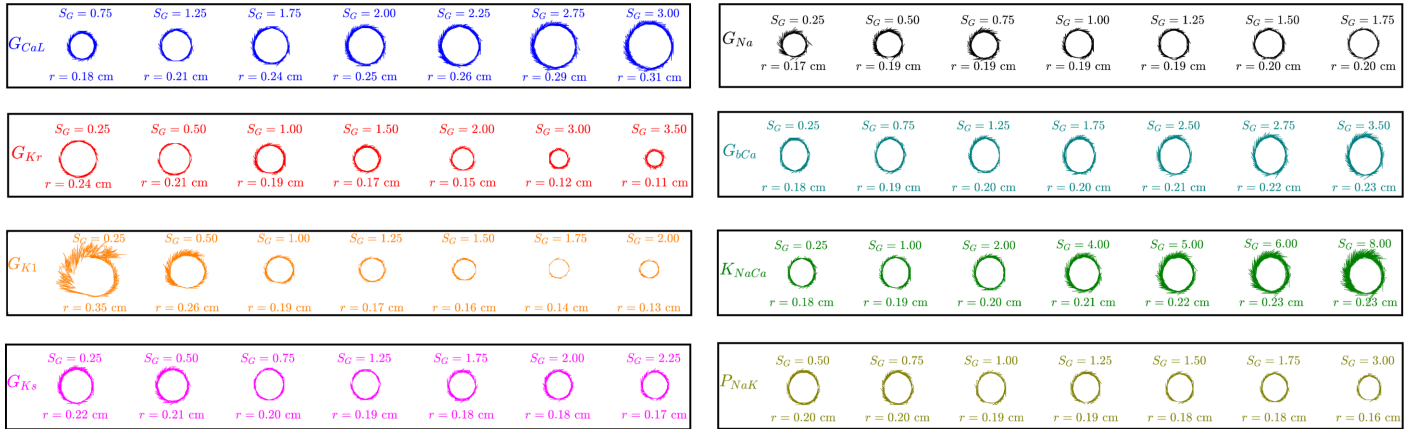 S_G = 0.75 S_G = 1.25 S_G = 1.75 S_G = 2.00 S_G = 2.25 S_G = 2.75 S_G = 3.00
G_{CaL}
r = 0.18 cm r = 0.21 cm r = 0.24 cm r = 0.25 cm r = 0.26 cm r = 0.29 cm r = 0.31 cm
S_G = 0.25 S_G = 0.50 S_G = 0.75 S_G = 1.00 S_G = 1.25 S_G = 1.50 S_G = 1.75
G_{Na}
r = 0.17 cm r = 0.19 cm r = 0.19 cm r = 0.19 cm r = 0.19 cm r = 0.20 cm r = 0.20 cm
S_G = 0.25 S_G = 0.50 S_G = 1.00 S_G = 1.50 S_G = 2.00 S_G = 3.00 S_G = 3.50
G_{Kr}
r = 0.24 cm r = 0.21 cm r = 0.19 cm r = 0.17 cm r = 0.15 cm r = 0.12 cm r = 0.11 cm
S_G = 0.25 S_G = 0.75 S_G = 1.25 S_G = 1.75 S_G = 2.50 S_G = 2.75 S_G = 3.50
G_{bCa}
r = 0.18 cm r = 0.19 cm r = 0.20 cm r = 0.20 cm r = 0.21 cm r = 0.22 cm r = 0.23 cm
S_G = 0.25 S_G = 0.50 S_G = 1.00 S_G = 1.25 S_G = 1.50 S_G = 1.75 S_G = 2.00
G_{K1}
r = 0.35 cm r = 0.26 cm r = 0.19 cm r = 0.17 cm r = 0.16 cm r = 0.14 cm r = 0.13 cm
S_G = 0.25 S_G = 1.00 S_G = 2.00 S_G = 4.00 S_G = 5.00 S_G = 6.00 S_G = 8.00
K_{NaCa}
r = 0.18 cm r = 0.19 cm r = 0.20 cm r = 0.21 cm r = 0.22 cm r = 0.23 cm r = 0.23 cm
S_G = 0.25 S_G = 0.50 S_G = 0.75 S_G = 1.25 S_G = 1.75 S_G = 2.00 S_G = 2.25
G_{Ks}
r = 0.22 cm r = 0.21 cm r = 0.20 cm r = 0.19 cm r = 0.18 cm r = 0.18 cm r = 0.17 cm
S_G = 0.50 S_G = 0.75 S_G = 1.00 S_G = 1.25 S_G = 1.50 S_G = 1.75 S_G = 3.00
P_{NaK}
r = 0.20 cm r = 0.20 cm r = 0.19 cm r = 0.19 cm r = 0.18 cm r = 0.18 cm r = 0.16 cm